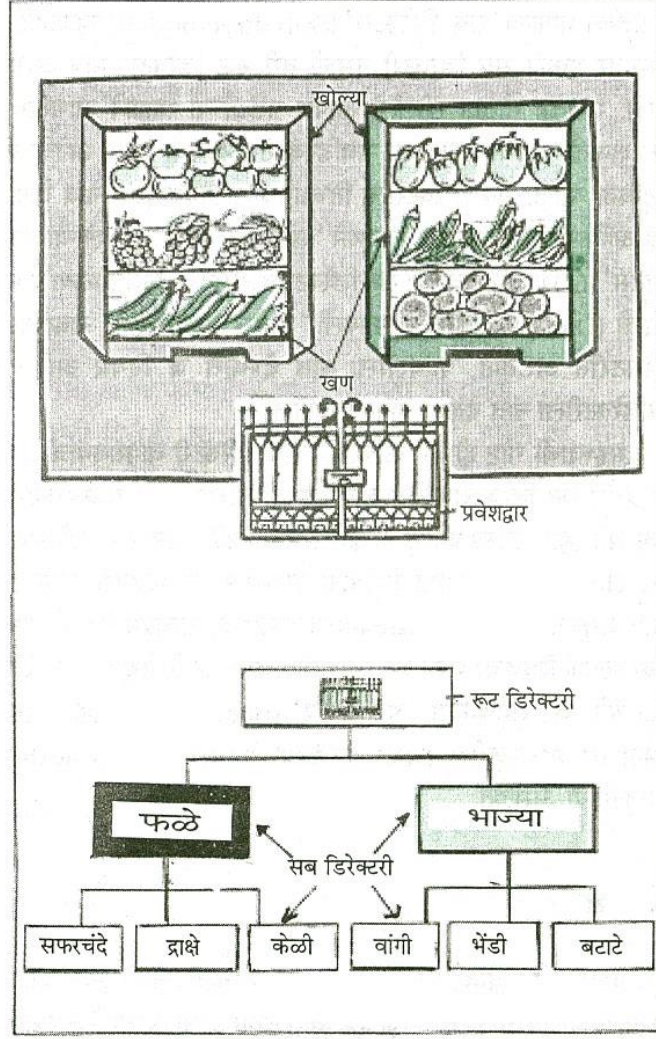 खोल्या
खण
प्रवेशद्वार
रूट डिरेक्टरी
फळे
भाज्या
सब डिरेक्टरी
सफरचंदे
द्राक्षे
केळी
वांगी
भेंडी
बटाटे